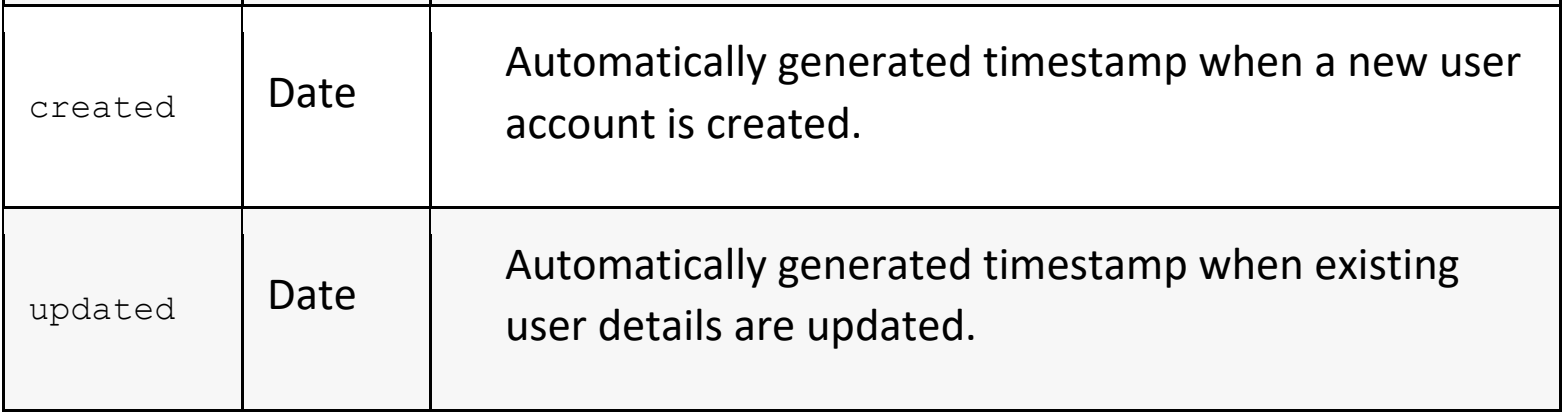 created
Date
Automatically generated timestamp when a new user
account is created.
updated
Date
Automatically generated timestamp when existing
user details are updated.